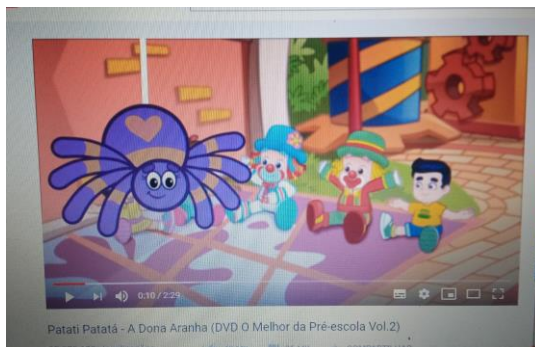 0:10 / 2:29
Patati Patatá - A Dona Aranha (DVD O Melhor da Pré-escola Vol.2)